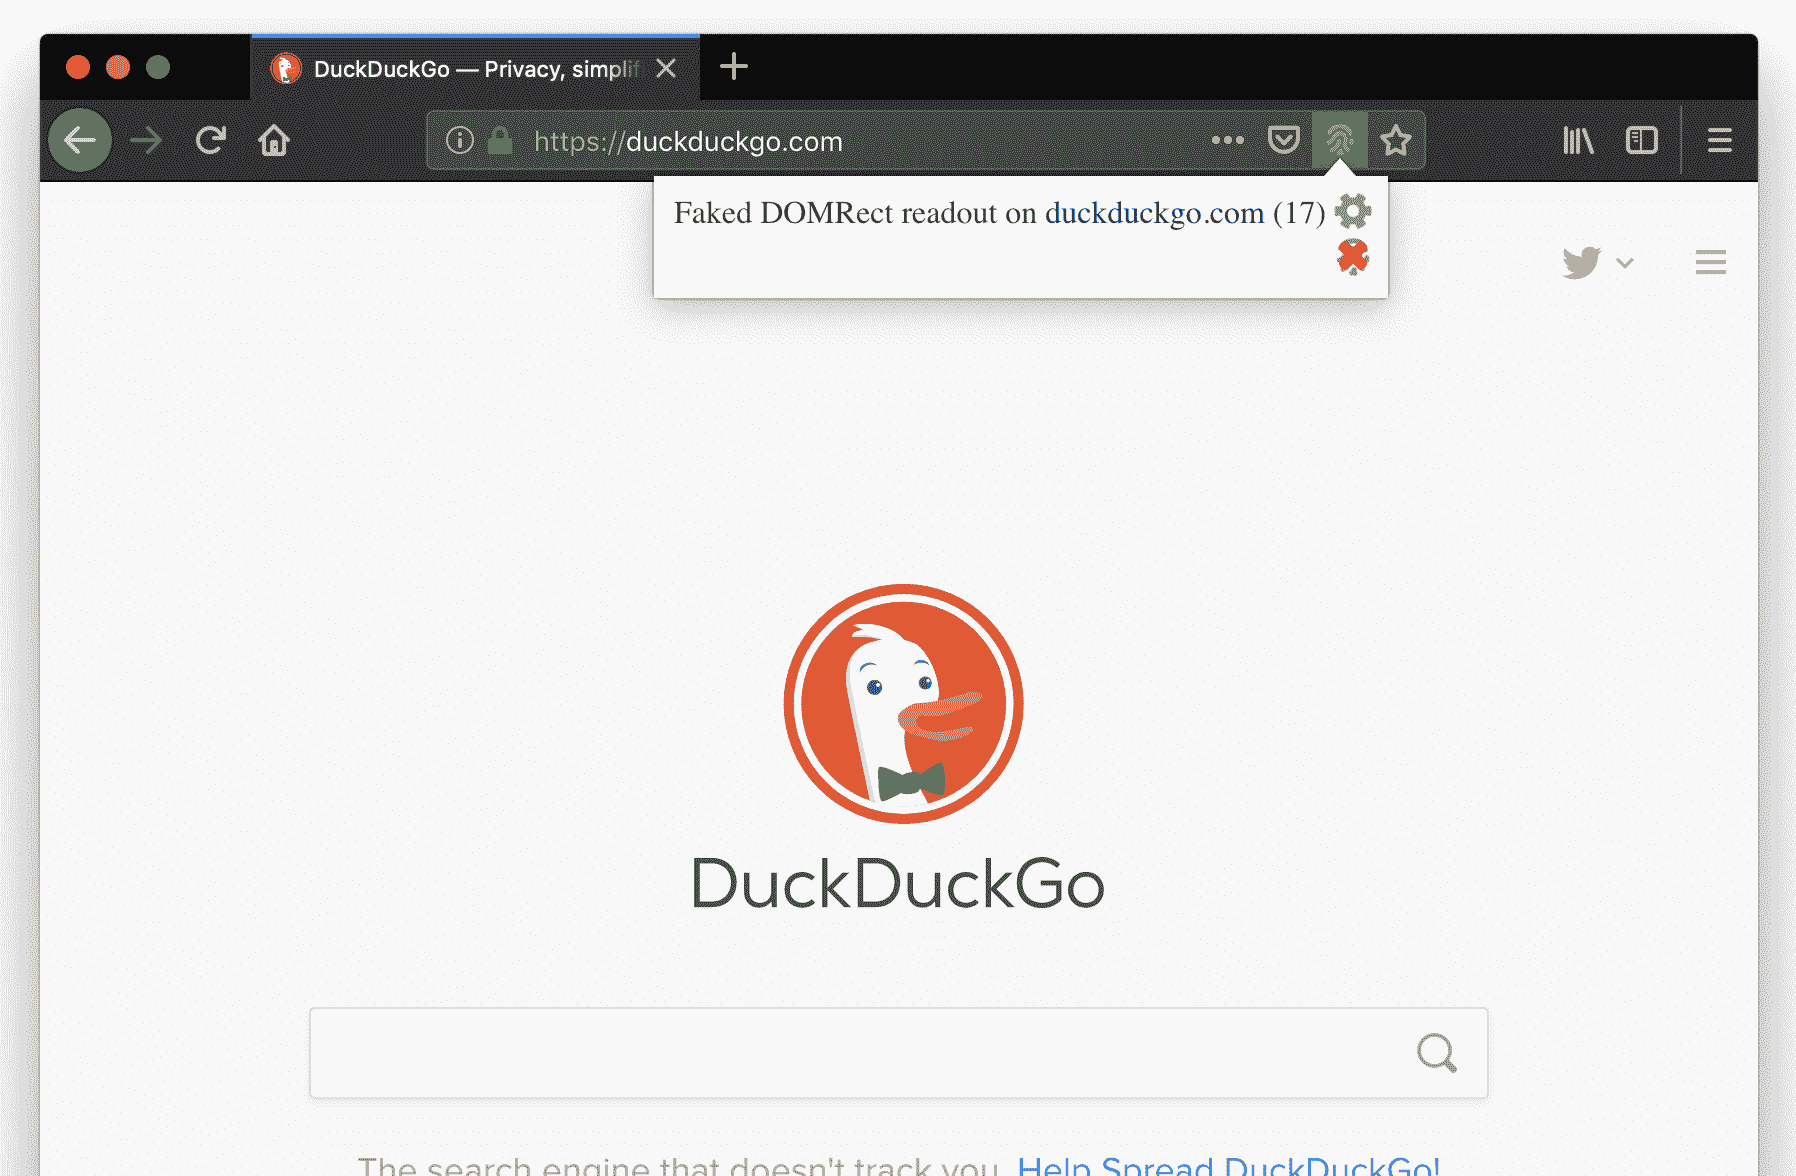 DuckDuckGo — Privacy, simplif
https://duckduckgo.com
Faked DOMRect readout on duckduckgo.com (17)
DuckDuckGo
The search engine that doesn't track you. Help Spread DuckDuckGo!